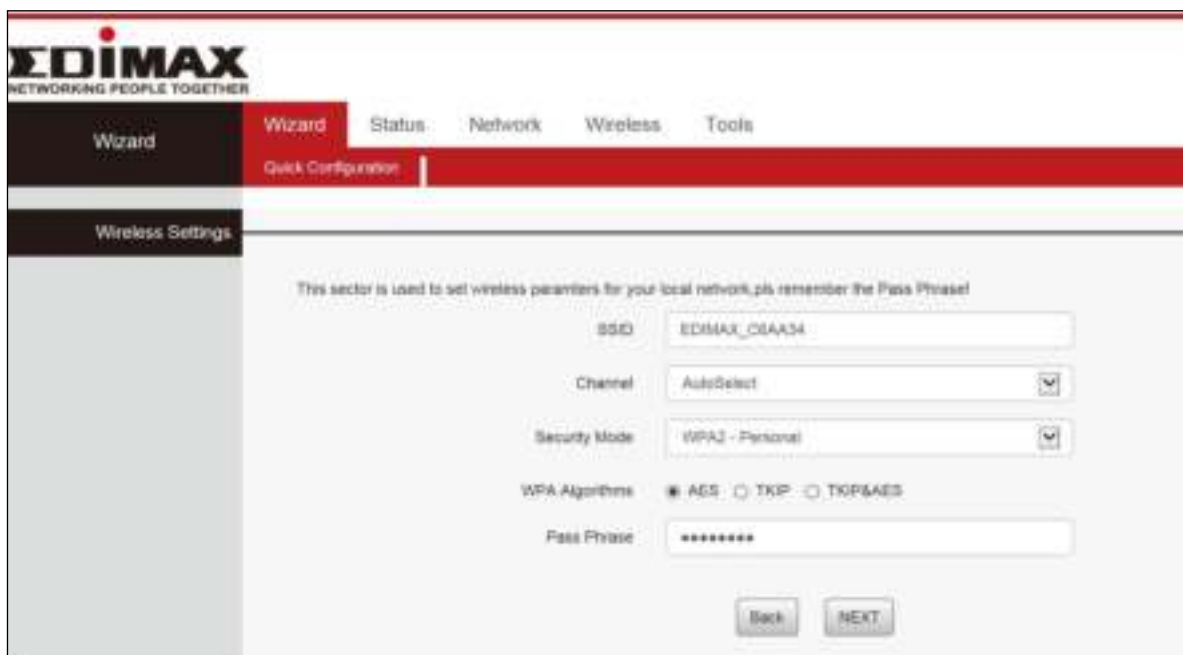 EDIMAX
NETWORKING PEOPLE TOGETHER
Wizard
Wizard Status Network Wireless Tools
Quick Configuration
Wireless Settings
This sector is used to set wireless paramters for your local network,pls remember the Pass Phrase!
SSID
Channel AutoSelect
Security Mode WPA2 - Personal
WPA Algorithms AES TKIP TKIP&AES
Pass Phrase ●●●●●●●●
Back NEXT